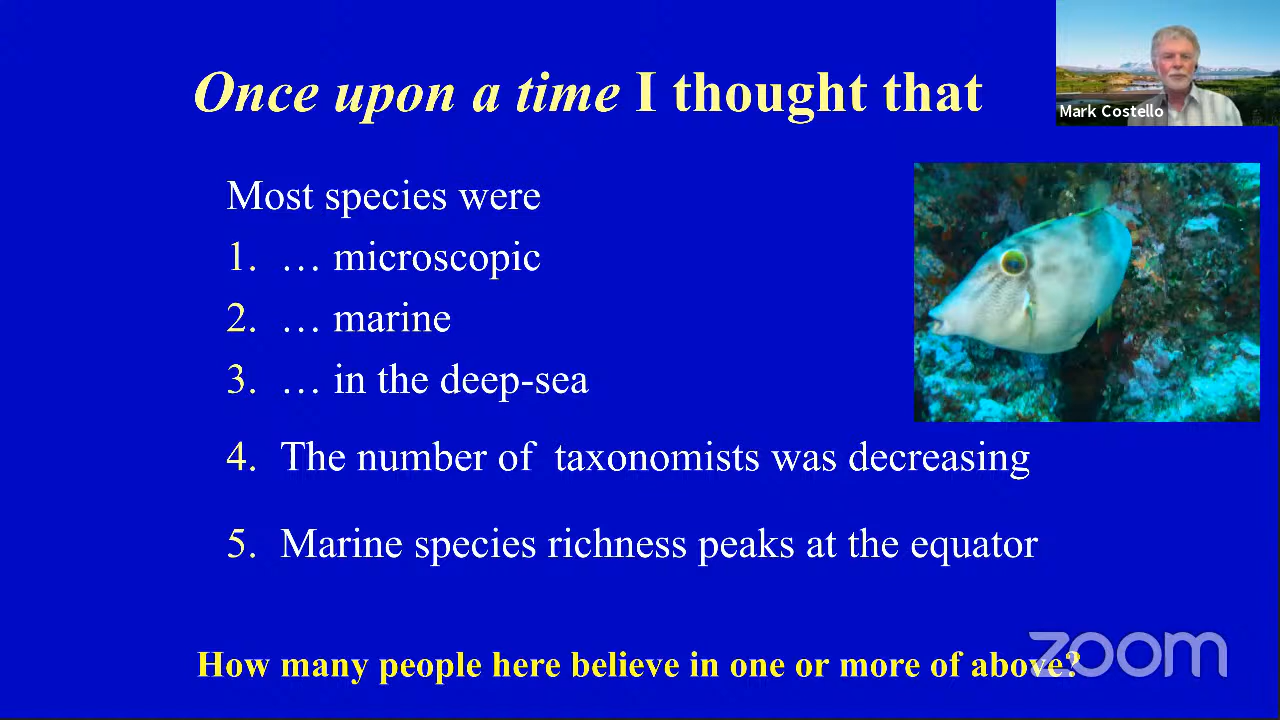 Once upon a time I thought that
Mark Costello
Most species were
1. … microscopic
2. … marine
3. … in the deep-sea
4. The number of taxonomists was decreasing
5. Marine species richness peaks at the equator
How many people here believe in one or more of above?
zoom